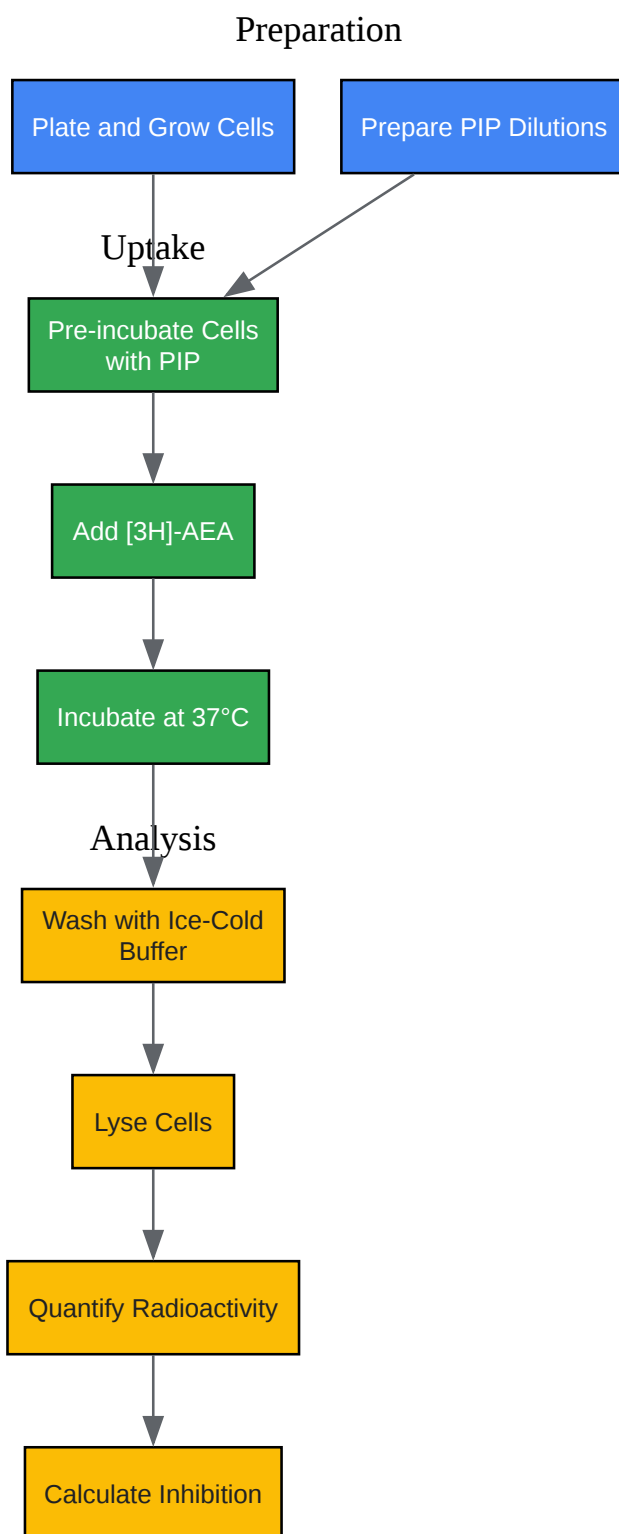 Preparation
Plate and Grow Cells
Prepare PIP Dilutions
Uptake
Pre-incubate Cells
with PIP
Add [3H]-AEA
Incubate at 37°C
Analysis
Wash with Ice-Cold
Buffer
Lyse Cells
Quantify Radioactivity
Calculate Inhibition